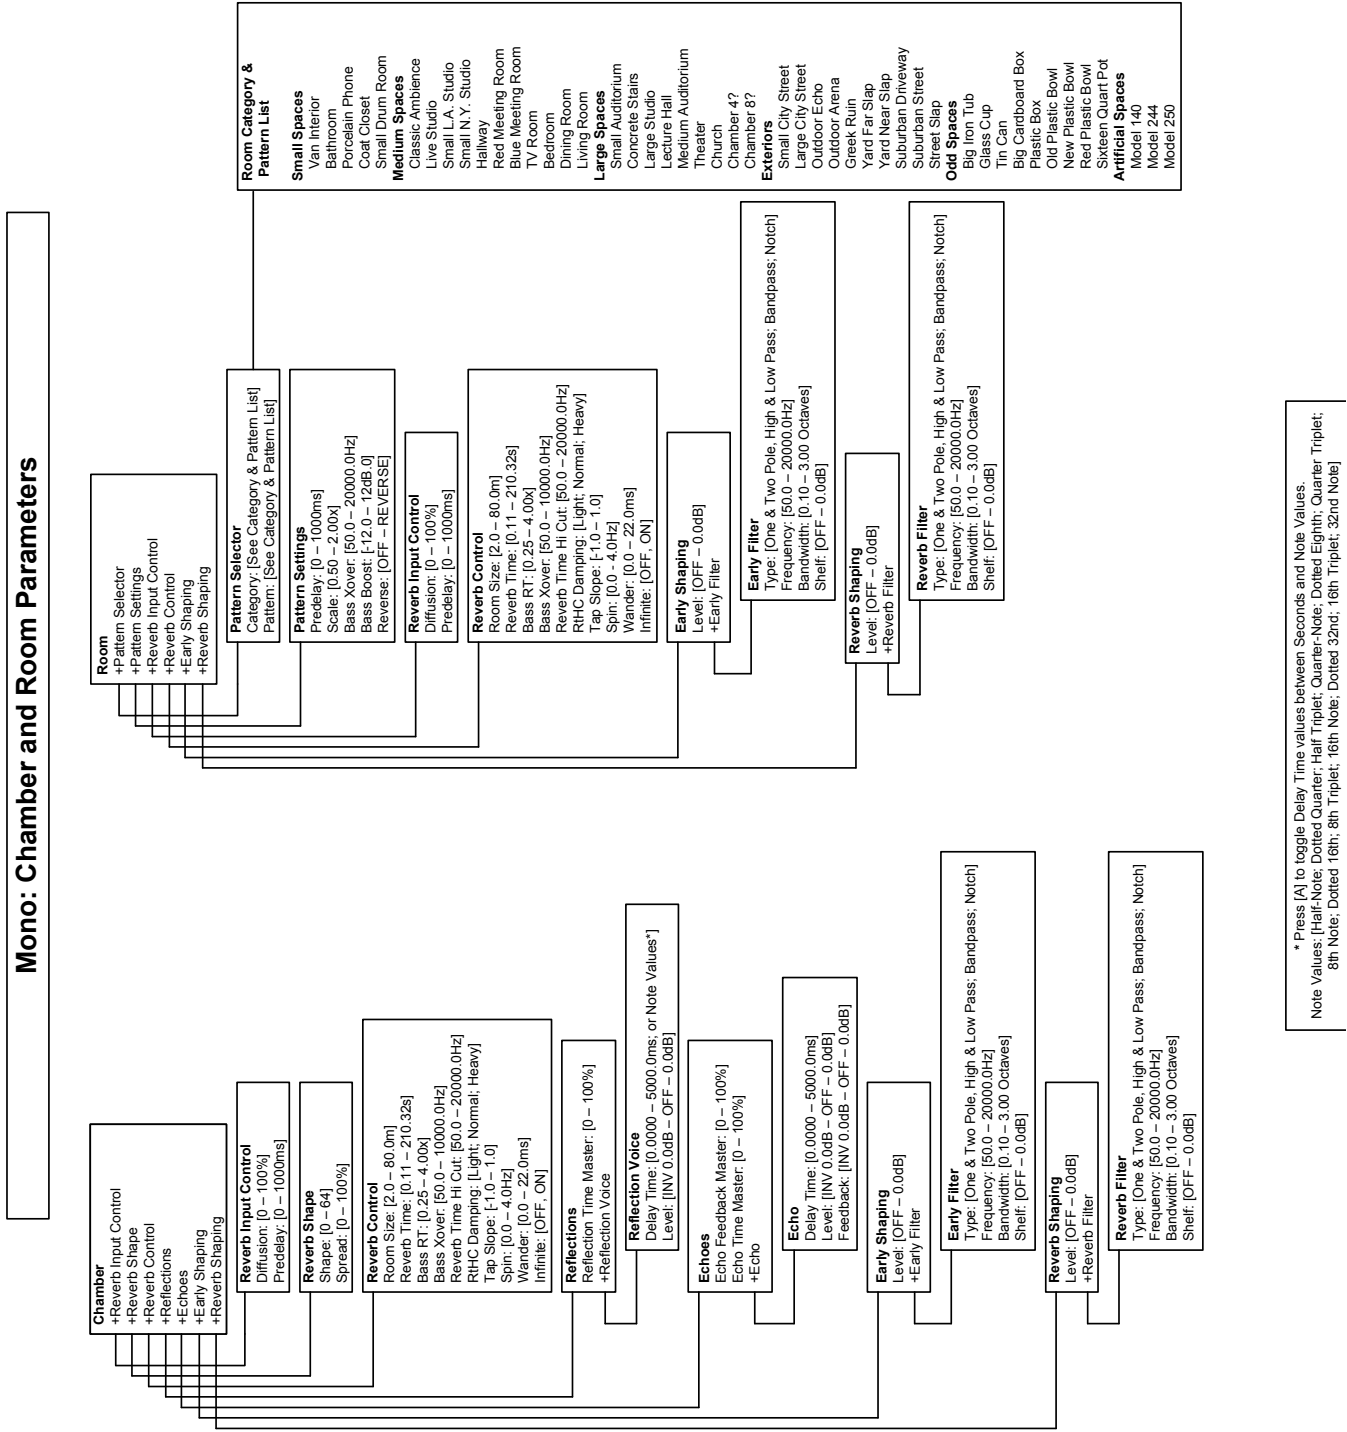 Mono: Chamber and Room Parameters
Chamber
+Reverb Input Control
+Reverb Shape
+Reverb Control
+Reflections
+Echoes
+Early Shaping
+Reverb Shaping
Reverb Input Control
Diffusion: [0 – 100%]
Predelay: [0 – 1000ms]
Reverb Shape
Shape: [0 – 64]
Spread: [0 – 100%]
Reverb Control
Room Size: [2.0 – 80.0m]
Reverb Time: [0.11 – 210.32s]
Bass RT: [0.25 – 4.00x]
Bass Xover: [50.0 – 10000.0Hz]
Reverb Time Hi Cut: [50.0 – 20000.0Hz]
RtHC Damping: [Light; Normal; Heavy]
Tap Slope: [-1.0 – 1.0]
Spin: [0.0 – 4.0Hz]
Wander: [0.0 – 22.0ms]
Infinite: [OFF, ON]
Reflections
Reflection Time Master: [0 – 100%]
+Reflection Voice
Reflection Voice
Delay Time: [0.0000 – 5000.0ms; or Note Values*]
Level: [INV 0.0dB – OFF – 0.0dB]
Echoes
Echo Feedback Master: [0 – 100%]
Echo Time Master: [0 – 100%]
+Echo
Echo
Delay Time: [0.0000 – 5000.0ms]
Level: [INV 0.0dB – OFF – 0.0dB]
Feedback: [INV 0.0dB – OFF – 0.0dB]
Early Shaping
Level: [OFF – 0.0dB]
+Early Filter
Early Filter
Type: [One & Two Pole, High & Low Pass; Bandpass; Notch]
Frequency: [50.0 – 20000.0Hz]
Bandwidth: [0.10 – 3.00 Octaves]
Shelf: [OFF – 0.0dB]
Reverb Shaping
Level: [OFF – 0.0dB]
+Reverb Filter
Reverb Filter
Type: [One & Two Pole, High & Low Pass; Bandpass; Notch]
Frequency: [50.0 – 20000.0Hz]
Bandwidth: [0.10 – 3.00 Octaves]
Shelf: [OFF – 0.0dB]
Room
+Pattern Selector
+Pattern Settings
+Reverb Input Control
+Reverb Control
+Early Shaping
+Reverb Shaping
Pattern Selector
Category: [See Category & Pattern List]
Pattern: [See Category & Pattern List]
Pattern Settings
Predelay: [0 – 1000ms]
Scale: [0.50 – 2.00x]
Bass Xover: [50.0 – 20000.0Hz]
Bass Boost: [-12.0 – 12dB.0]
Reverse: [OFF – REVERSE]
Reverb Input Control
Diffusion: [0 – 100%]
Predelay: [0 – 1000ms]
Reverb Control
Room Size: [2.0 – 80.0m]
Reverb Time: [0.11 – 210.32s]
Bass RT: [0.25 – 4.00x]
Bass Xover: [50.0 – 10000.0Hz]
Reverb Time Hi Cut: [50.0 – 20000.0Hz]
RtHC Damping: [Light; Normal; Heavy]
Tap Slope: [-1.0 – 1.0]
Spin: [0.0 - 4.0Hz]
Wander: [0.0 – 22.0ms]
Infinite: [OFF, ON]
Early Shaping
Level: [OFF – 0.0dB]
+Early Filter
Early Filter
Type: [One & Two Pole, High & Low Pass; Bandpass; Notch]
Frequency: [50.0 – 20000.0Hz]
Bandwidth: [0.10 – 3.00 Octaves]
Shelf: [OFF – 0.0dB]
Reverb Shaping
Level: [OFF – 0.0dB]
+Reverb Filter
Reverb Filter
Type: [One & Two Pole, High & Low Pass; Bandpass; Notch]
Frequency: [50.0 – 20000.0Hz]
Bandwidth: [0.10 – 3.00 Octaves]
Shelf: [OFF – 0.0dB]
Room Category &
Pattern List
Small Spaces
Van Interior
Bathroom
Porcelain Phone
Coat Closet
Small Drum Room
Medium Spaces
Classic Ambience
Live Studio
Small L.A. Studio
Small N.Y. Studio
Hallway
Red Meeting Room
Blue Meeting Room
TV Room
Bedroom
Dining Room
Living Room
Large Spaces
Small Auditorium
Concrete Stairs
Large Studio
Lecture Hall
Medium Auditorium
Theater
Church
Chamber 4?
Chamber 8?
Exteriors
Small City Street
Large City Street
Outdoor Echo
Outdoor Arena
Greek Ruin
Yard Far Slap
Yard Near Slap
Suburban Driveway
Suburban Street
Street Slap
Odd Spaces
Big Iron Tub
Glass Cup
Tin Can
Big Cardboard Box
Plastic Box
Old Plastic Bowl
New Plastic Bowl
Red Plastic Bowl
Sixteen Quart Pot
Artificial Spaces
Model 140
Model 244
Model 250
* Press [A] to toggle Delay Time values between Seconds and Note Values.
Note Values: [Half-Note; Dotted Quarter; Half Triplet; Quarter-Note; Dotted Eighth; Quarter Triplet;
8th Note; Dotted 16th; 8th Triplet; 16th Note; Dotted 32nd; 16th Triplet; 32nd Note]